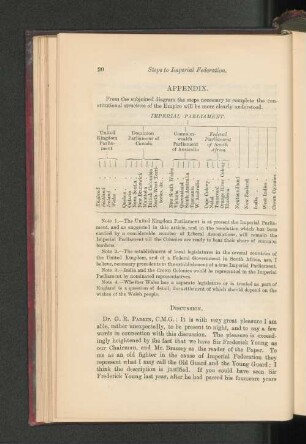 20 Steps to Imperial Federation.
APPENDIX.
From the subjoined diagram the steps necessary to complete the con-
stitutional structure of the Empire will be more clearly understood.
IMPERIAL PARLIAMENT.
United Kingdom Parliament
Dominion Parliament of Canada
Commonwealth Parliament of Australia
Federal Parliament of South Africa
England
Scotland
Ireland
Wales
Quebec
Ontario
Nova Scotia
New Brunswick
Manitoba
British Columbia
New South Wales
Victoria
Queensland
S. Australia
W. Australia
Tasmania
Cape Colony
Natal
Transvaal
Orange River Colony
Newfoundland
New Zealand
India
West Indies
Crown Colonies
NOTE 1.—The United Kingdom Parliament is at present the Imperial Parlia-
ment, and as suggested in this article, and in the resolution which has been
carried by a considerable number of Liberal Associations, will remain the
Imperial Parliament till the Colonies are ready to bear their share of common
burdens.
NOTE 2.—The establishment of local legislatures in the several countries of
the United Kingdom, and of a Federal Government in South Africa, are, I
believe, necessary precedents to the establishment of a true Imperial Parliament.
NOTE 3.—India and the Crown Colonies would be represented in the Imperial
Parliament by nominated representatives.
NOTE 4.—Whether Wales has a separate legislature or is treated as part of
England is a question of detail, the settlement of which should depend on the
wishes of the Welsh people.
DISCUSSION.
Dr. G. R. PARKIN, C.M.G.: It is with very great pleasure I am
able, rather unexpectedly, to be present to-night, and to say a few
words in connection with this discussion. The pleasure is exceed-
ingly heightened by the fact that we have Sir Frederick Young as
our Chairman, and Mr. Brassey as the reader of the Paper. To
me as an old fighter in the cause of Imperial Federation they
represent what I may call the Old Guard and the Young Guard; I
think the description is justified. If you could have seen Sir
Frederick Young last year, after he had passed his fourscore years